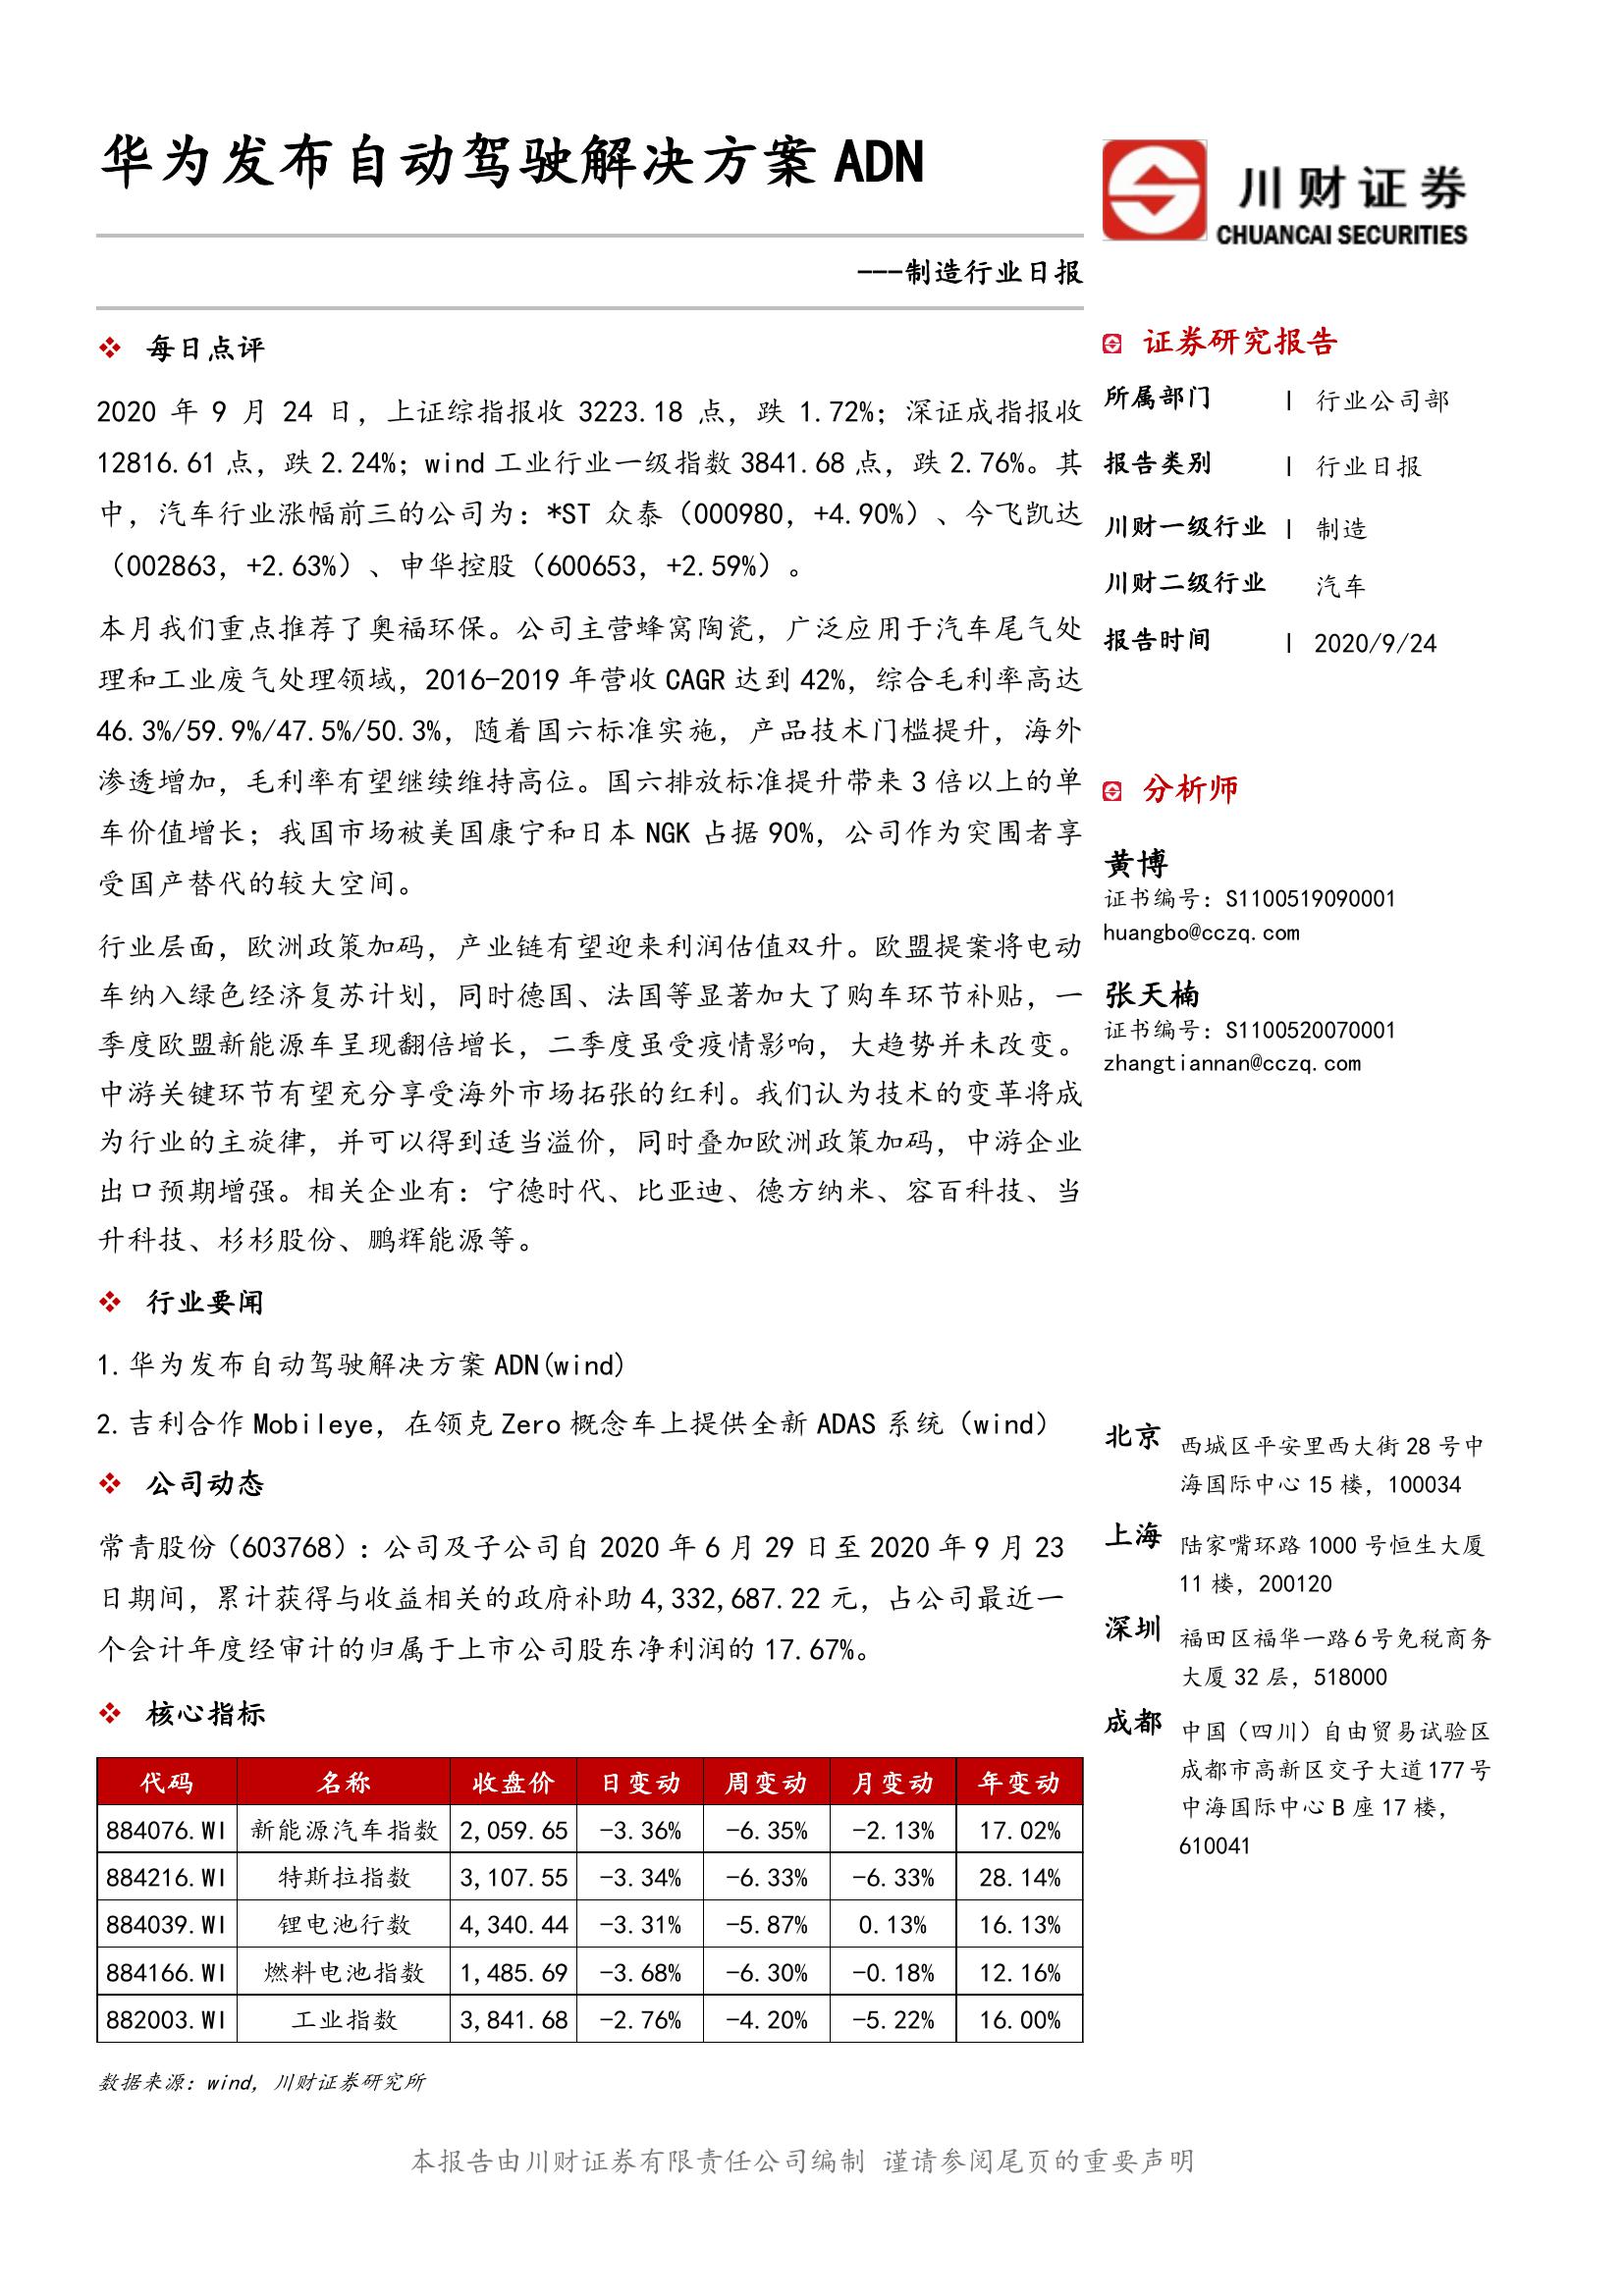 华为发布自动驾驶解决方案 ADN
---制造行业日报
❖ 每日点评
2020 年 9 月 24 日，上证综指报收 3223.18 点，跌 1.72%；深证成指报收
12816.61 点，跌 2.24%；wind 工业行业一级指数 3841.68 点，跌 2.76%。其
中，汽车行业涨幅前三的公司为：*ST 众泰（000980，+4.90%）、今飞凯达
（002863，+2.63%）、申华控股（600653，+2.59%）。
本月我们重点推荐了奥福环保。公司主营蜂窝陶瓷，广泛应用于汽车尾气处
理和工业废气处理领域，2016-2019 年营收 CAGR 达到 42%，综合毛利率高达
46.3%/59.9%/47.5%/50.3%，随着国六标准实施，产品技术门槛提升，海外
渗透增加，毛利率有望继续维持高位。国六排放标准提升带来 3 倍以上的单
车价值增长；我国市场被美国康宁和日本 NGK 占据 90%，公司作为突围者享
受国产替代的较大空间。
行业层面，欧洲政策加码，产业链有望迎来利润估值双升。欧盟提案将电动
车纳入绿色经济复苏计划，同时德国、法国等显著加大了购车环节补贴，一
季度欧盟新能源车呈现翻倍增长，二季度虽受疫情影响，大趋势并未改变。
中游关键环节有望充分享受海外市场拓张的红利。我们认为技术的变革将成
为行业的主旋律，并可以得到适当溢价，同时叠加欧洲政策加码，中游企业
出口预期增强。相关企业有：宁德时代、比亚迪、德方纳米、容百科技、当
升科技、杉杉股份、鹏辉能源等。
❖ 行业要闻
1.华为发布自动驾驶解决方案 ADN(wind)
2.吉利合作 Mobileye，在领克 Zero 概念车上提供全新 ADAS 系统（wind）
❖ 公司动态
常青股份（603768）：公司及子公司自 2020 年 6 月 29 日至 2020 年 9 月 23
日期间，累计获得与收益相关的政府补助 4,332,687.22 元，占公司最近一
个会计年度经审计的归属于上市公司股东净利润的 17.67%。
❖ 核心指标
代码 名称 收盘价 日变动 周变动 月变动 年变动
884076.WI 新能源汽车指数 2,059.65 -3.36% -6.35% -2.13% 17.02%
884216.WI 特斯拉指数 3,107.55 -3.34% -6.33% -6.33% 28.14%
884039.WI 锂电池行数 4,340.44 -3.31% -5.87% 0.13% 16.13%
884166.WI 燃料电池指数 1,485.69 -3.68% -6.30% -0.18% 12.16%
882003.WI 工业指数 3,841.68 -2.76% -4.20% -5.22% 16.00%
数据来源：wind，川财证券研究所
川财证券
CHUANCAI SECURITIES
证券研究报告
所属部门 | 行业公司部
报告类别 | 行业日报
川财一级行业 | 制造
川财二级行业 汽车
报告时间 | 2020/9/24
分析师
黄博
证书编号：S1100519090001
huangbo@cczq.com
张天楠
证书编号：S1100520070001
zhangtiannan@cczq.com
北京 西城区平安里西大街 28 号中
海国际中心 15 楼，100034
上海 陆家嘴环路 1000 号恒生大厦
11 楼，200120
深圳 福田区福华一路 6 号免税商务
大厦 32 层，518000
成都 中国（四川）自由贸易试验区
成都市高新区交子大道 177 号
中海国际中心 B 座 17 楼，
610041
本报告由川财证券有限责任公司编制 谨请参阅尾页的重要声明